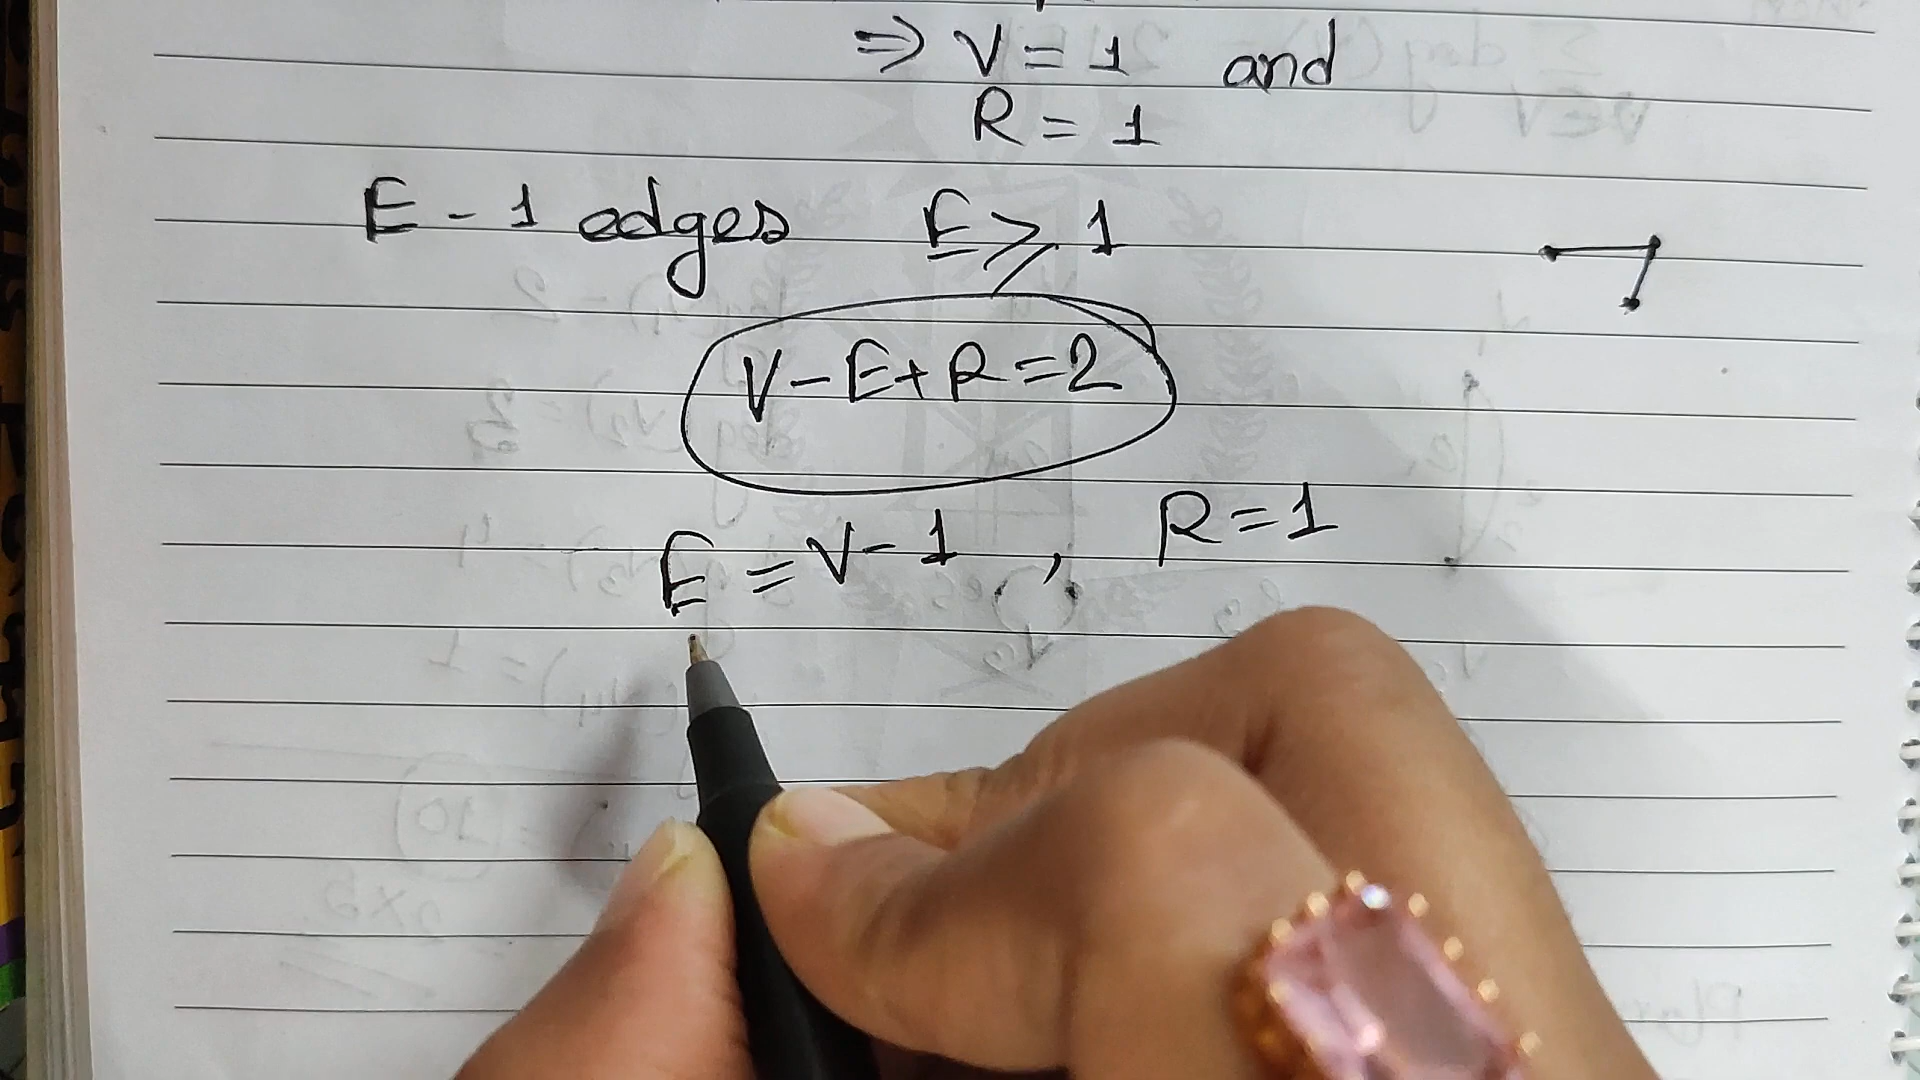 ⇒ V = 1 and
R = 1
E - 1 edges E ≥ 1
V - E + R = 2
E = V - 1 , R = 1